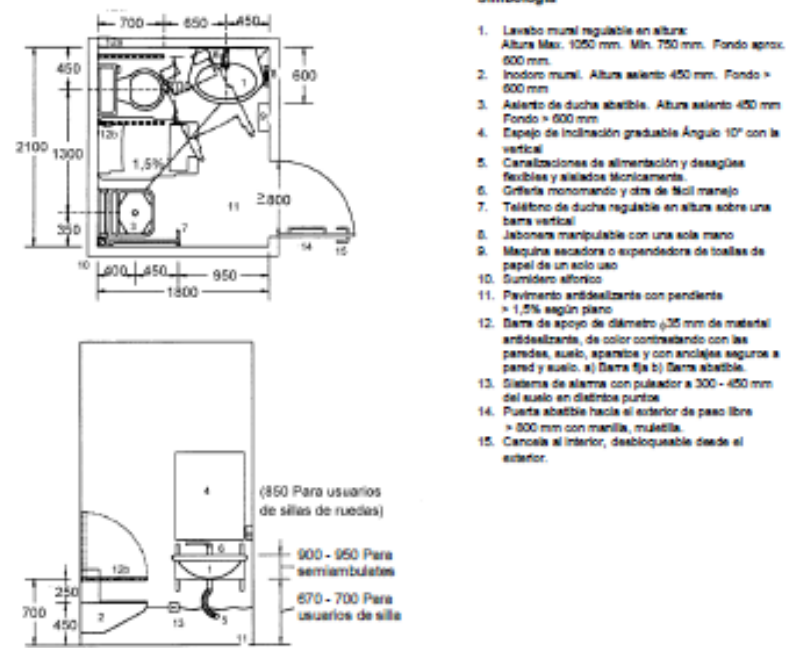 Simbología
700 650 450
12a
2100
450
1300
350
600
1
9
12b
1,5%
≥800
11
3
7
10
14
15
400 450 950
1800
1. Lavabo mural regulable en altura:
Altura Max. 1050 mm. Min. 750 mm. Fondo aprox.
600 mm.
2. Inodoro mural. Altura asiento 450 mm. Fondo >
600 mm
3. Asiento de ducha abatible. Altura asiento 450 mm
Fondo > 600 mm
4. Espejo de inclinación graduable Ángulo 10° con la
vertical
5. Canalizaciones de alimentación y desagües
flexibles y aislados técnicamente.
6. Grifería monomando y otra de fácil manejo
7. Teléfono de ducha regulable en altura sobre una
barra vertical
8. Jabonera manipulable con una sola mano
9. Maquina secadora o expendedora de toallas de
papel de un solo uso
10. Sumidero sifonico
11. Pavimento antideslizante con pendiente
> 1,5% según plano
12. Barra de apoyo de diámetro ϕ35 mm de material
antideslizante, de color contrastando con las
paredes, suelo, aparatos y con anclajes seguros a
pared y suelo. a) Barra fija b) Barra abatible.
13. Sistema de alarma con pulsador a 300 - 450 mm
del suelo en distintos puntos
14. Puerta abatible hacia el exterior de paso libre
> 800 mm con manilla, muletilla.
15. Cancela al interior, desbloqueable desde el
exterior.
4
(850 Para usuarios
de sillas de ruedas)
6
900 - 950 Para
semiambulates
12b
1
670 - 700 Para
usuarios de silla
700
250
450
2
13
5
11